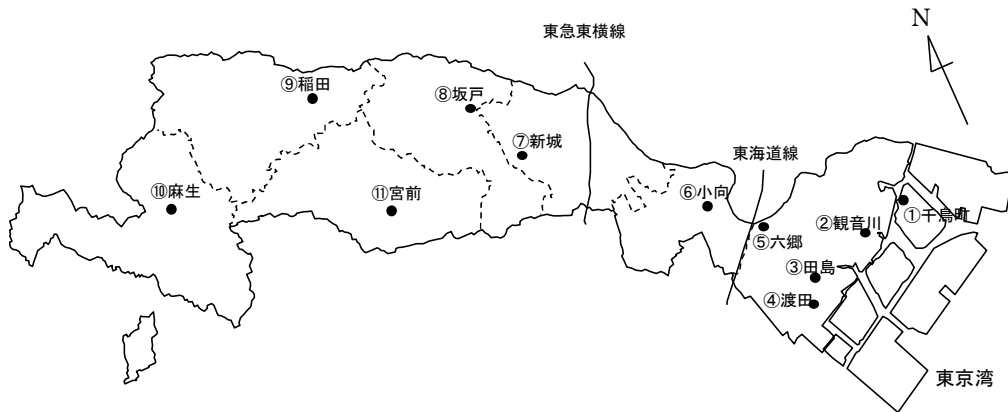 N
東急東横線
⑨稲田
⑧坂戸
⑦新城
東海道線
⑩麻生
⑪宮前
⑥小向
①千鳥町
②観音川
⑤六郷
③田島
④渡田
東京湾